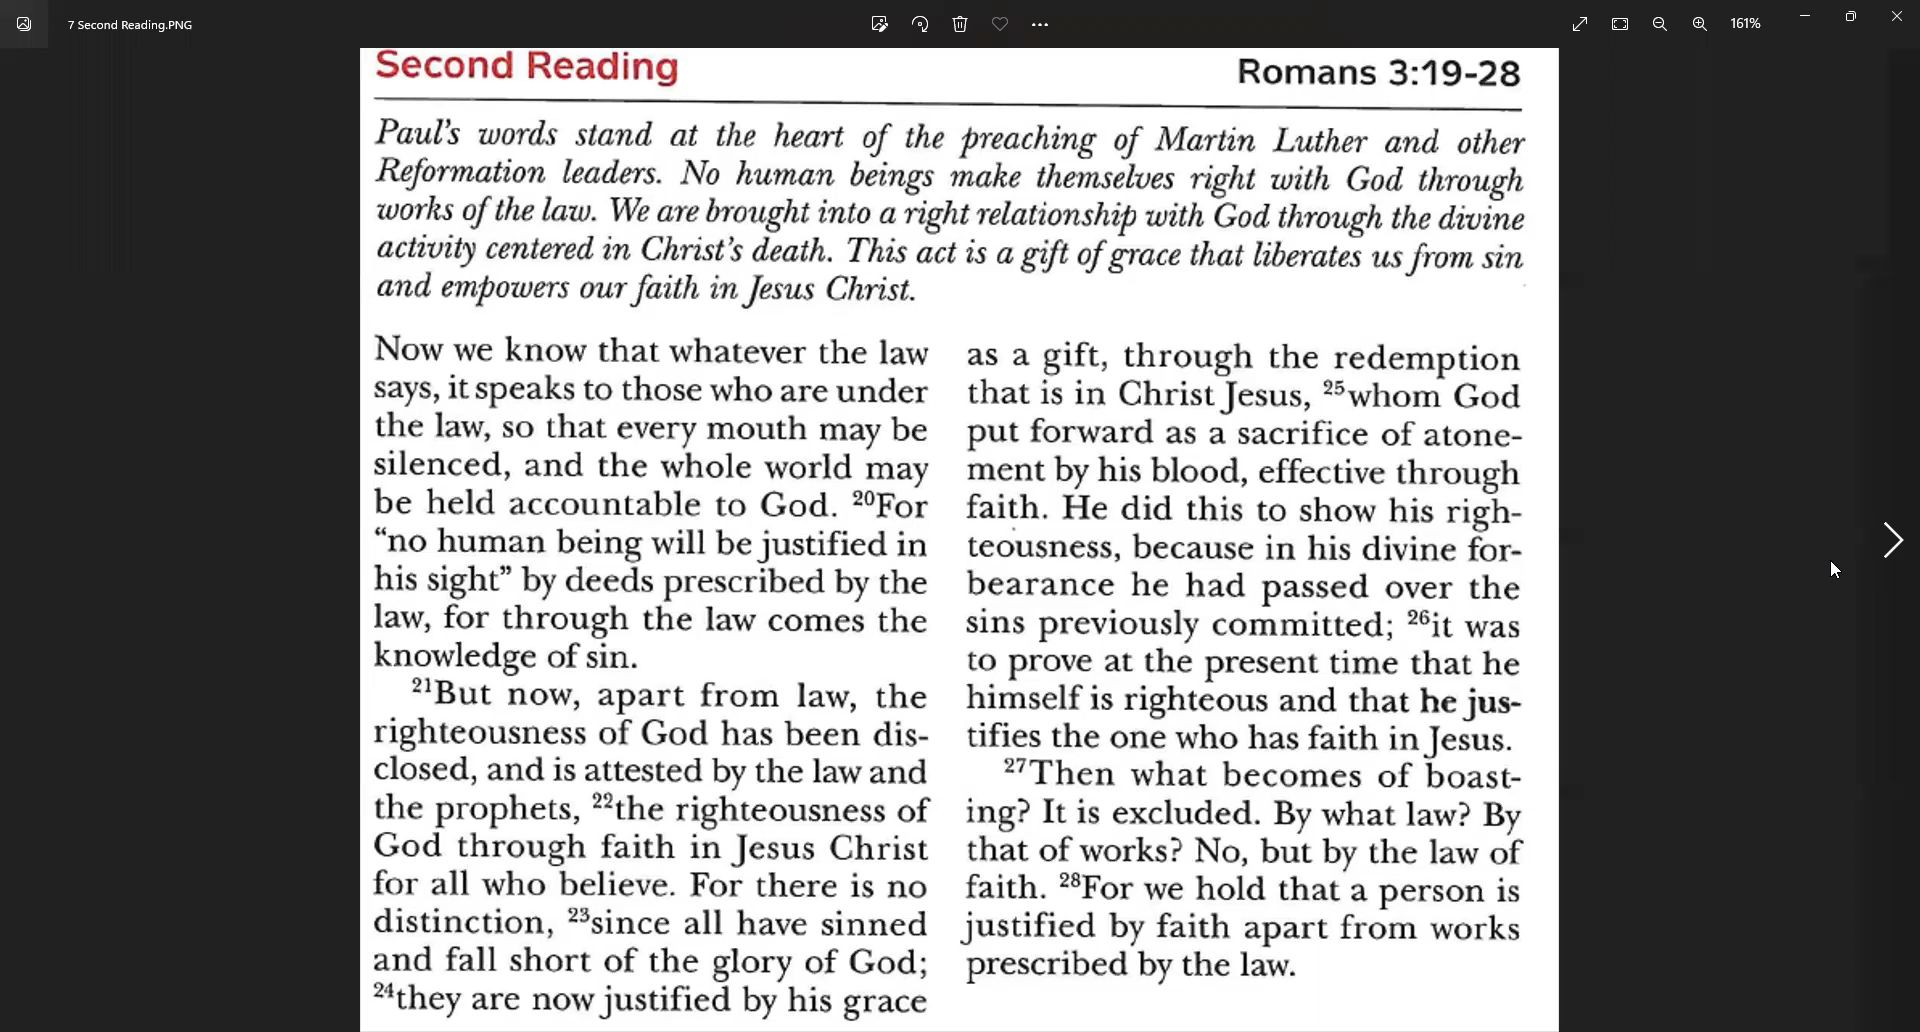 7 Second Reading.PNG
161%
Second Reading
Romans 3:19-28
Paul's words stand at the heart of the preaching of Martin Luther and other
Reformation leaders. No human beings make themselves right with God through
works of the law. We are brought into a right relationship with God through the divine
activity centered in Christ's death. This act is a gift of grace that liberates us from sin
and empowers our faith in Jesus Christ.
Now we know that whatever the law
says, it speaks to those who are under
the law, so that every mouth may be
silenced, and the whole world may
be held accountable to God. ²⁰For
“no human being will be justified in
his sight” by deeds prescribed by the
law, for through the law comes the
knowledge of sin.
²¹But now, apart from law, the
righteousness of God has been dis-
closed, and is attested by the law and
the prophets, ²²the righteousness of
God through faith in Jesus Christ
for all who believe. For there is no
distinction, ²³since all have sinned
and fall short of the glory of God;
²⁴they are now justified by his grace
as a gift, through the redemption
that is in Christ Jesus, ²⁵whom God
put forward as a sacrifice of atone-
ment by his blood, effective through
faith. He did this to show his righ-
teousness, because in his divine for-
bearance he had passed over the
sins previously committed; ²⁶it was
to prove at the present time that he
himself is righteous and that he jus-
tifies the one who has faith in Jesus.
²⁷Then what becomes of boast-
ing? It is excluded. By what law? By
that of works? No, but by the law of
faith. ²⁸For we hold that a person is
justified by faith apart from works
prescribed by the law.